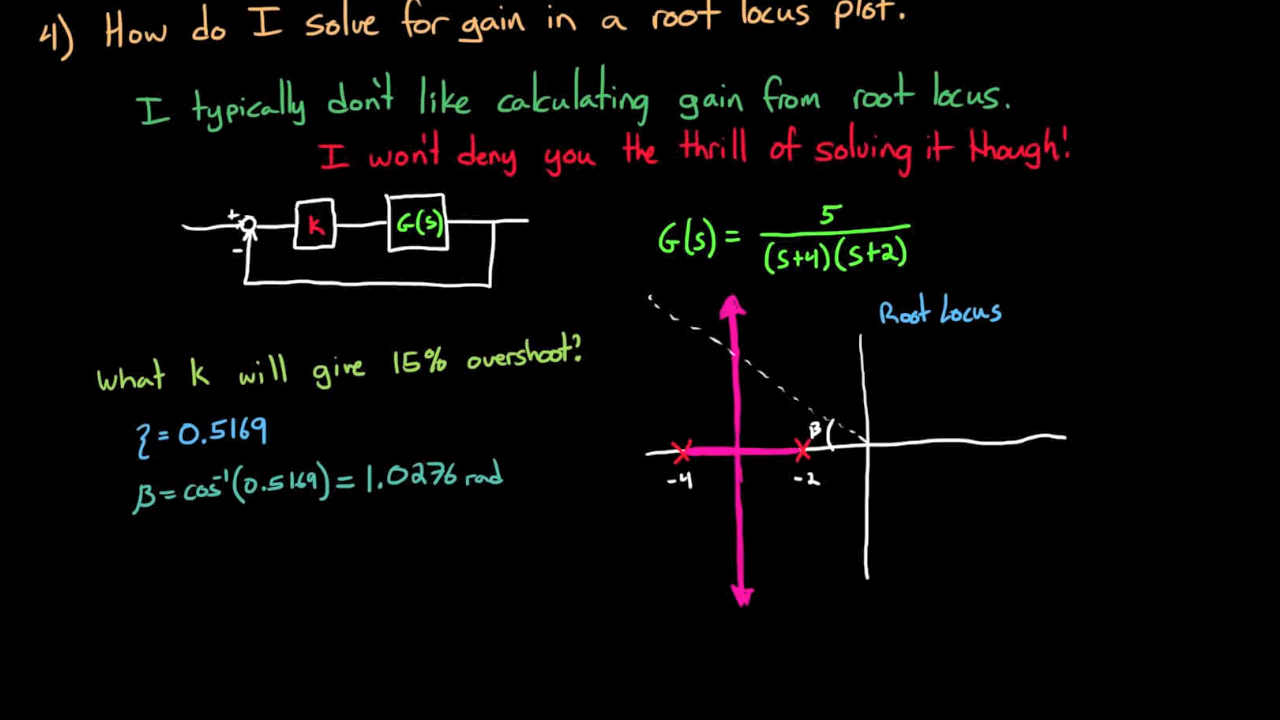 4) How do I solve for gain in a root locus plot.
I typically don't like calculating gain from root locus.
I won't deny you the thrill of solving it though!
+
-
K
G(s)
G(s) = 5
(s+4)(s+2)
Root Locus
What k will give 15% overshoot?
ζ = 0.5169
β = cos⁻¹(0.5169) = 1.0276 rad
β
-4
-2